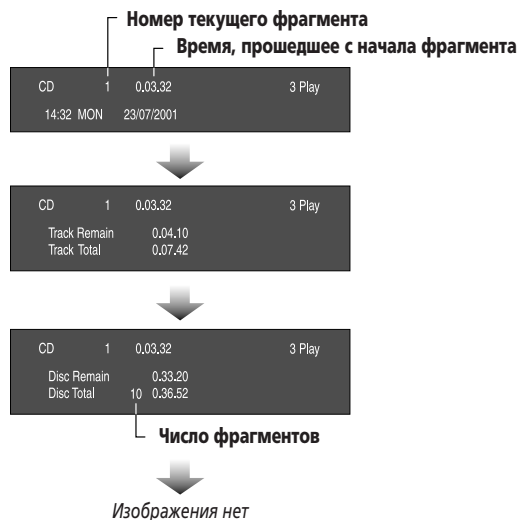 Номер текущего фрагмента
Время, прошедшее с начала фрагмента
CD 1 0.03.32 3 Play
14:32 MON 23/07/2001
CD 1 0.03.32 3 Play
Track Remain 0.04.10
Track Total 0.07.42
CD 1 0.03.32 3 Play
Disc Remain 0.33.20
Disc Total 10 0.36.52
Число фрагментов
Изображения нет